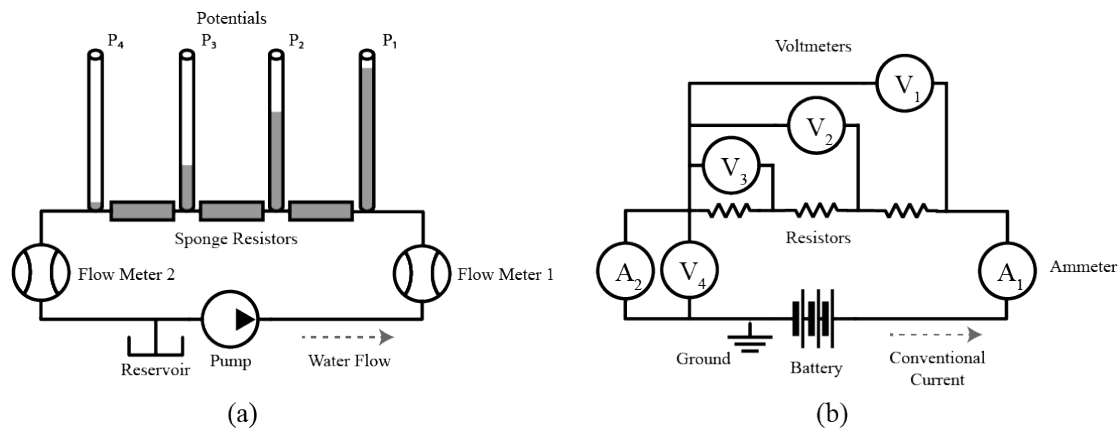 Potentials
P₄
P₃
P₂
P₁
Sponge Resistors
Flow Meter 2
Flow Meter 1
Reservoir
Pump
Water Flow
(a)
Voltmeters
V₁
V₂
V₃
Resistors
A₂
V₄
A₁
Ammeter
Ground
Battery
Conventional
Current
(b)